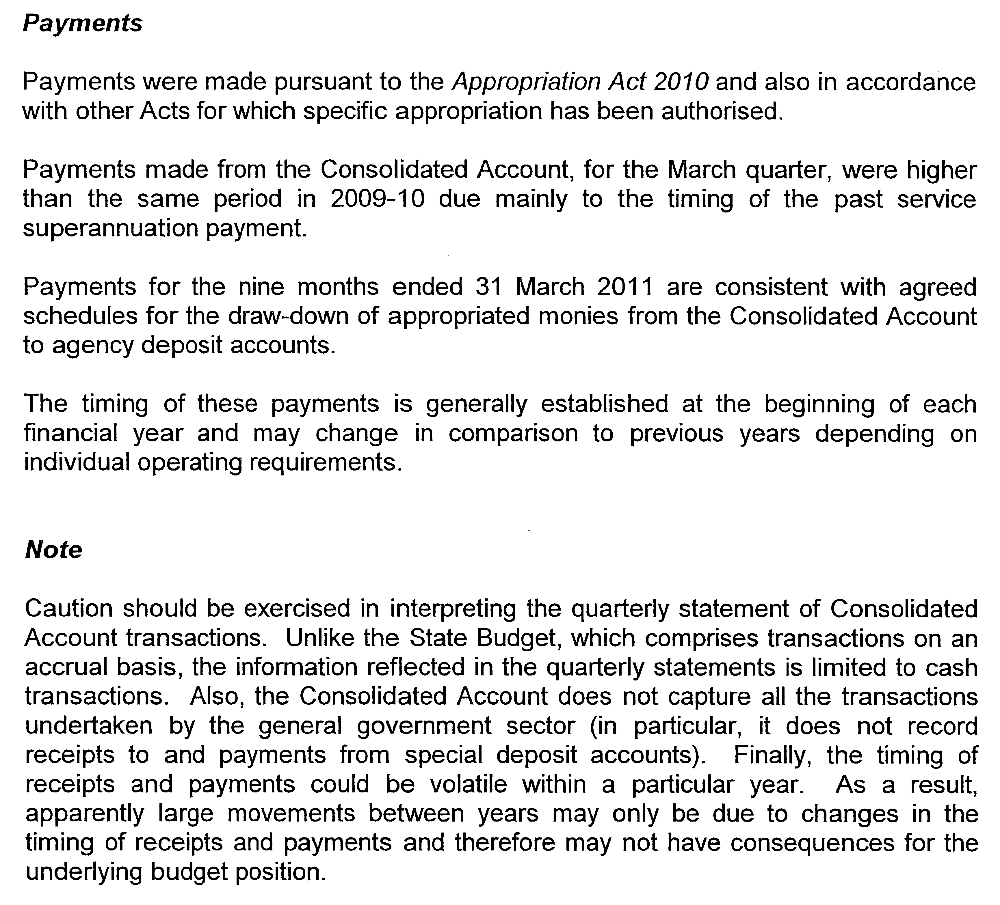 Payments
Payments were made pursuant to the Appropriation Act 2010 and also in accordance
with other Acts for which specific appropriation has been authorised.
Payments made from the Consolidated Account, for the March quarter, were higher
than the same period in 2009-10 due mainly to the timing of the past service
superannuation payment.
Payments for the nine months ended 31 March 2011 are consistent with agreed
schedules for the draw-down of appropriated monies from the Consolidated Account
to agency deposit accounts.
The timing of these payments is generally established at the beginning of each
financial year and may change in comparison to previous years depending on
individual operating requirements.
Note
Caution should be exercised in interpreting the quarterly statement of Consolidated
Account transactions. Unlike the State Budget, which comprises transactions on an
accrual basis, the information reflected in the quarterly statements is limited to cash
transactions. Also, the Consolidated Account does not capture all the transactions
undertaken by the general government sector (in particular, it does not record
receipts to and payments from special deposit accounts). Finally, the timing of
receipts and payments could be volatile within a particular year. As a result,
apparently large movements between years may only be due to changes in the
timing of receipts and payments and therefore may not have consequences for the
underlying budget position.